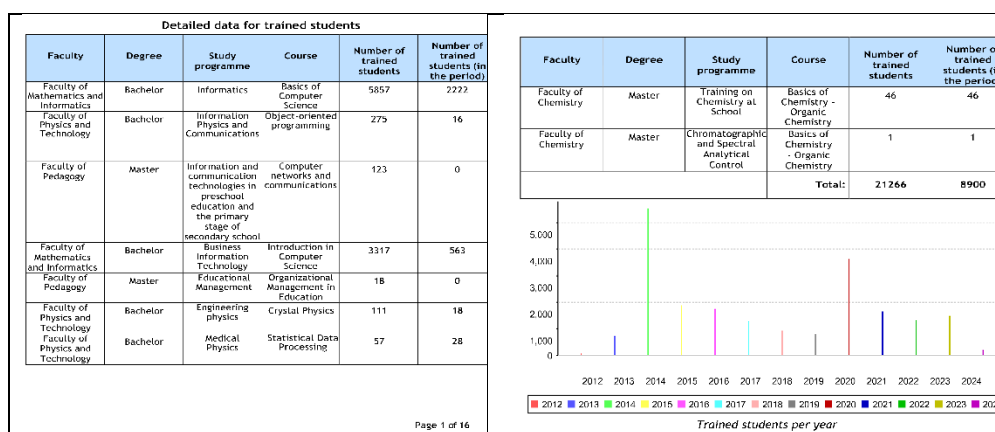 Detailed data for trained students
Faculty Degree Study programme Course Number of trained students Number of trained students (in the period)
Faculty of Mathematics and Informatics Bachelor Informatics Basics of Computer Science 5857 2222
Faculty of Physics and Technology Bachelor Information Physics and Communications Object-oriented programming 275 16
Faculty of Pedagogy Master Information and communication technologies in preschool education and the primary stage of secondary school Computer networks and communications 123 0
Faculty of Mathematics and Informatics Bachelor Business Information Technology Introduction in Computer Science 3317 563
Faculty of Pedagogy Master Educational Management Organizational Management in Education 18 0
Faculty of Physics and Technology Bachelor Engineering physics Crystal Physics 111 18
Faculty of Physics and Technology Bachelor Medical Physics Statistical Data Processing 57 28
Page 1 of 16
Faculty Degree Study programme Course Number of trained students Number o trained students (i the period
Faculty of Chemistry Master Training on Chemistry at School Basics of Chemistry - Organic Chemistry 46 46
Faculty of Chemistry Master Chromatographic and Spectral Analytical Control Basics of Chemistry - Organic Chemistry 1 1
Total: 21266 8900
5,000
4,000
2,000
1,000
0
2012 2013 2014 2015 2016 2017 2018 2019 2020 2021 2022 2023 2024
2012 2013 2014 2015 2016 2017 2018 2019 2020 2021 2022 2023 20
Trained students per year